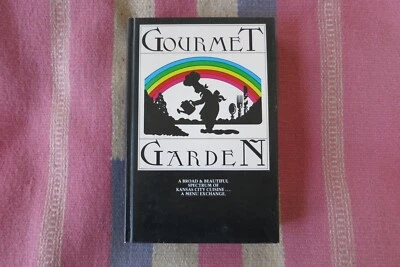 GOURMET
GARDEN
A BROAD & BEAUTIFUL
SPECTRUM OF
KANSAS CITY CUISINE ....
A MENU EXCHANGE